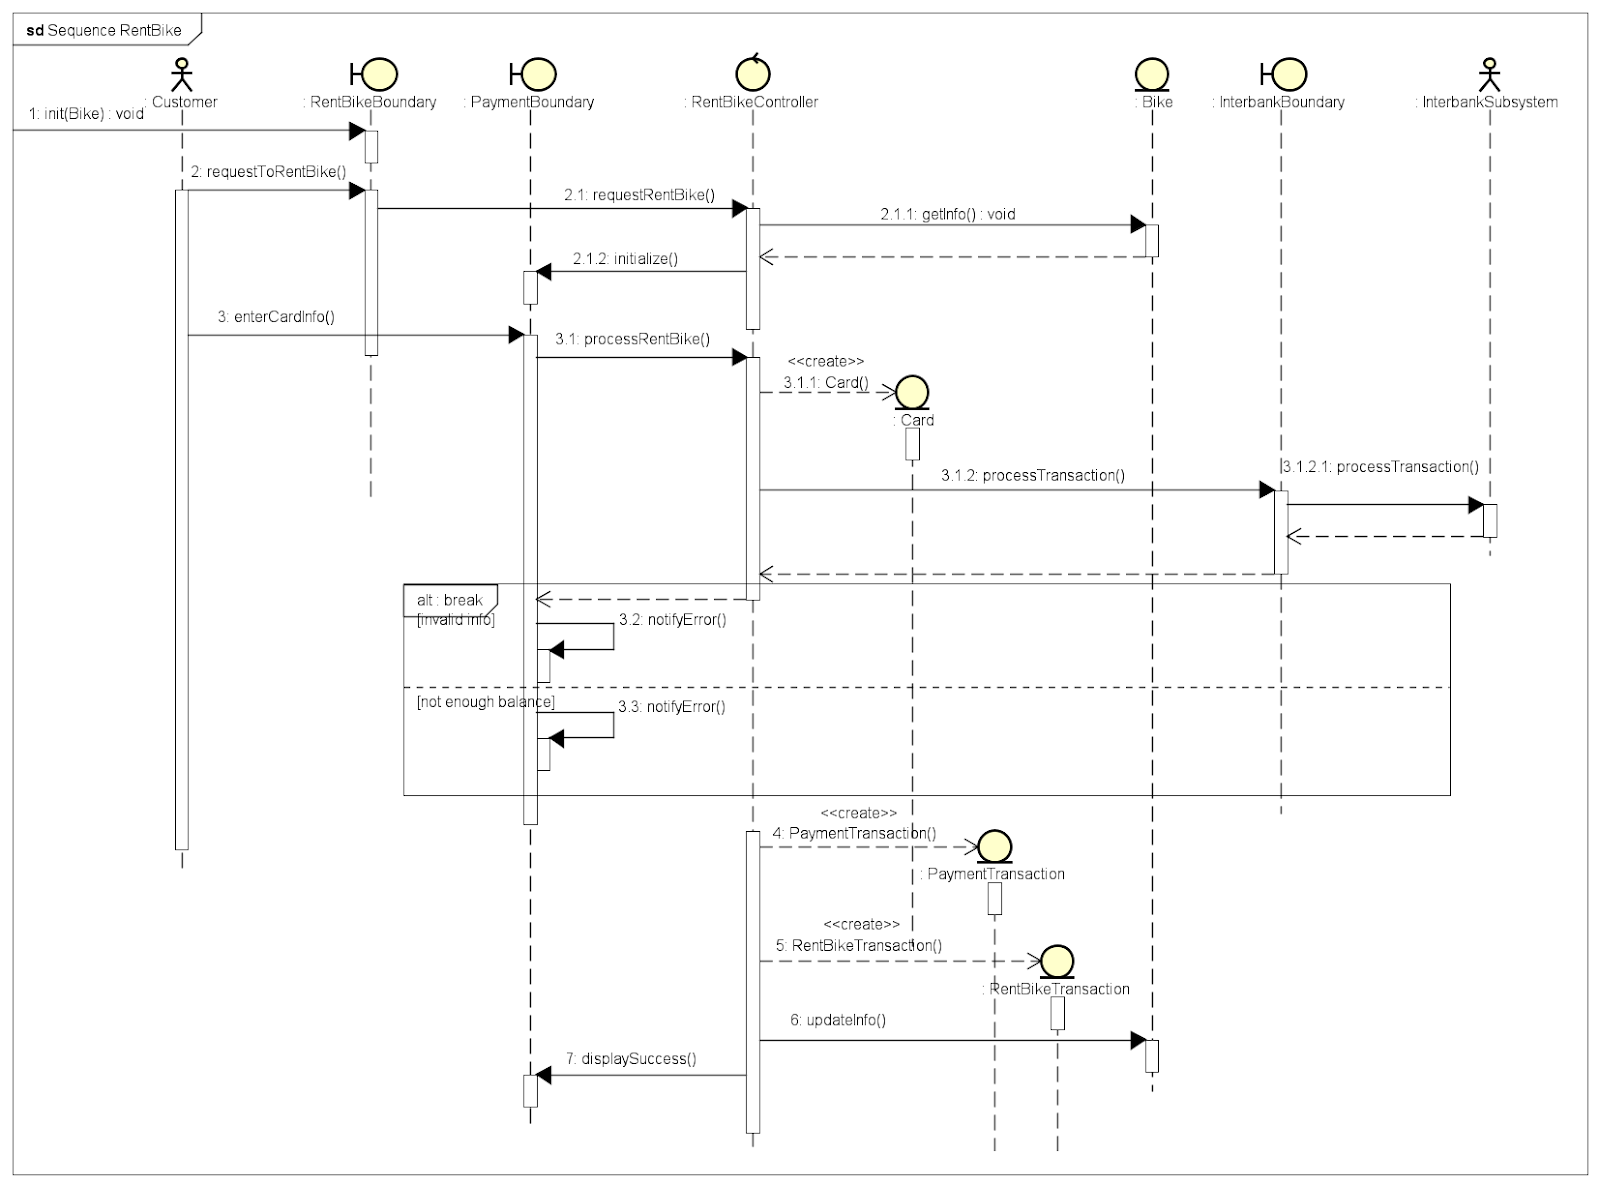 sd Sequence RentBike
: Customer
: RentBikeBoundary
: PaymentBoundary
: RentBikeController
: Bike
: InterbankBoundary
: InterbankSubsystem
1: init(Bike) : void
2: requestToRentBike()
2.1: requestRentBike()
2.1.1: getInfo() : void
2.1.2: initialize()
3: enterCardInfo()
3.1: processRentBike()
<<create>>
3.1.1: Card()
: Card
3.1.2: processTransaction()
3.1.2.1: processTransaction()
alt : break
[invalid info]
3.2: notifyError()
[not enough balance]
3.3: notifyError()
<<create>>
4: PaymentTransaction()
: PaymentTransaction
<<create>>
5: RentBikeTransaction()
: RentBikeTransaction
6: updateInfo()
7: displaySuccess()